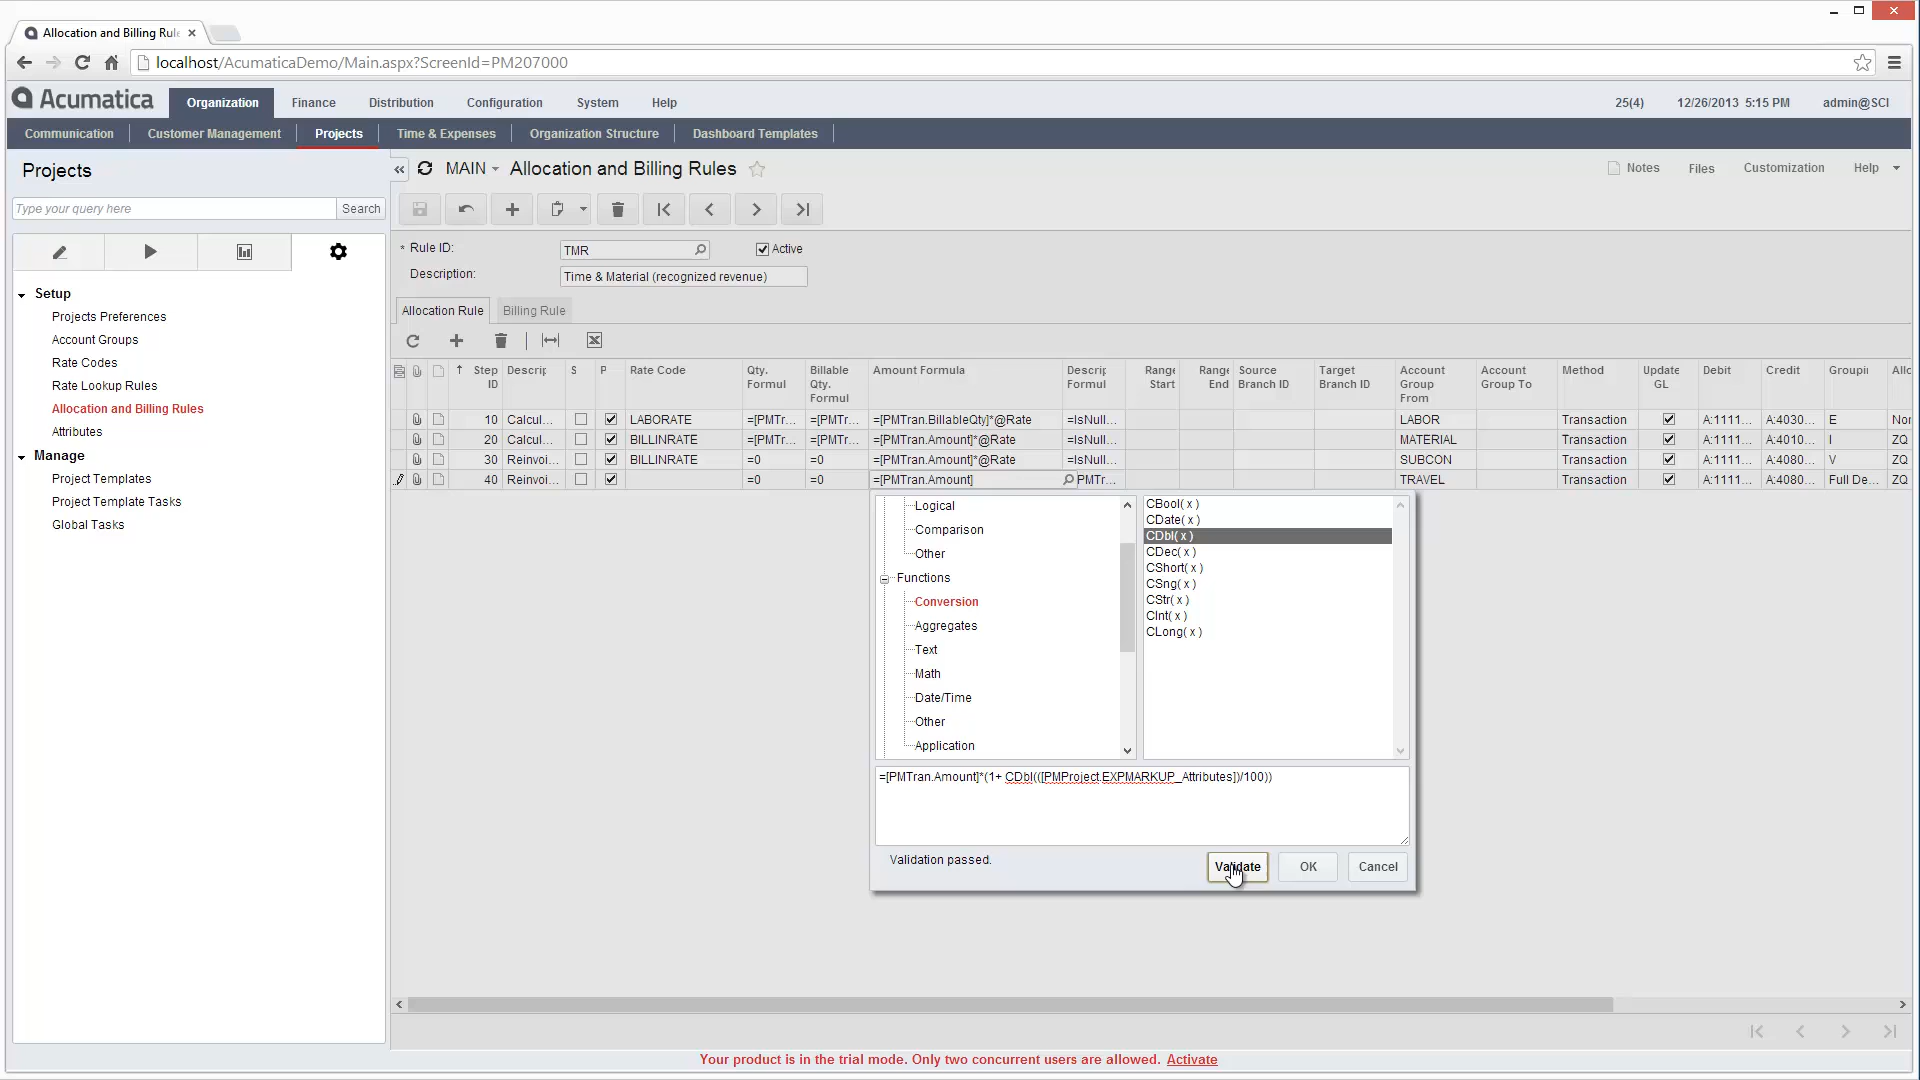 Allocation and Billing Rule
localhost/AcumaticaDemo/Main.aspx?ScreenId=PM207000
Acumatica
Organization Finance Distribution Configuration System Help
25(4) 12/26/2013 5:15 PM admin@SCI
Communication Customer Management Projects Time & Expenses Organization Structure Dashboard Templates
Projects
MAIN Allocation and Billing Rules
Notes Files Customization Help
Type your query here Search
* Rule ID: TMR Active
Description: Time & Material (recognized revenue)
Setup
Projects Preferences
Account Groups
Rate Codes
Rate Lookup Rules
Allocation and Billing Rules
Attributes
Manage
Project Templates
Project Template Tasks
Global Tasks
Allocation Rule Billing Rule
Step ID Descrip S P Rate Code Qty. Formul Billable Qty. Formul Amount Formula Descrip Formul Range Start Range End Source Branch ID Target Branch ID Account Group From Account Group To Method Update GL Debit Credit Groupin Alloc
10 Calcul... LABORATE =[PMTr... =[PMTr... =[PMTran.BillableQty]*@Rate =IsNull... LABOR Transaction A:1111... A:4030... E Nor
20 Calcul... BILLINRATE =[PMTr... =[PMTr... =[PMTran.Amount]*@Rate =IsNull... MATERIAL Transaction A:1111... A:4010... I ZQ
30 Reinvoi... BILLINRATE =0 =0 =[PMTran.Amount]*@Rate =IsNull... SUBCON Transaction A:1111... A:4080... V ZQ
40 Reinvoi... =0 =0 =[PMTran.Amount] PMTr... TRAVEL Transaction A:1111... A:4080... Full De... ZQ
Logical
Comparison
Other
Functions
Conversion
Aggregates
Text
Math
Date/Time
Other
Application
CBool( x )
CDate( x )
CDbl( x )
CDec( x )
CShort( x )
CSng( x )
CStr( x )
CInt( x )
CLong( x )
=[PMTran.Amount]*(1+ CDbl(([PMProject.EXPMARKUP_Attributes])/100))
Validation passed.
Validate OK Cancel
Your product is in the trial mode. Only two concurrent users are allowed. Activate